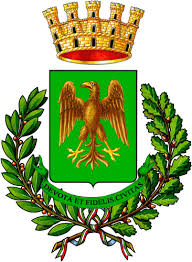 DEVOTA ET FIDELIS CIVITAS